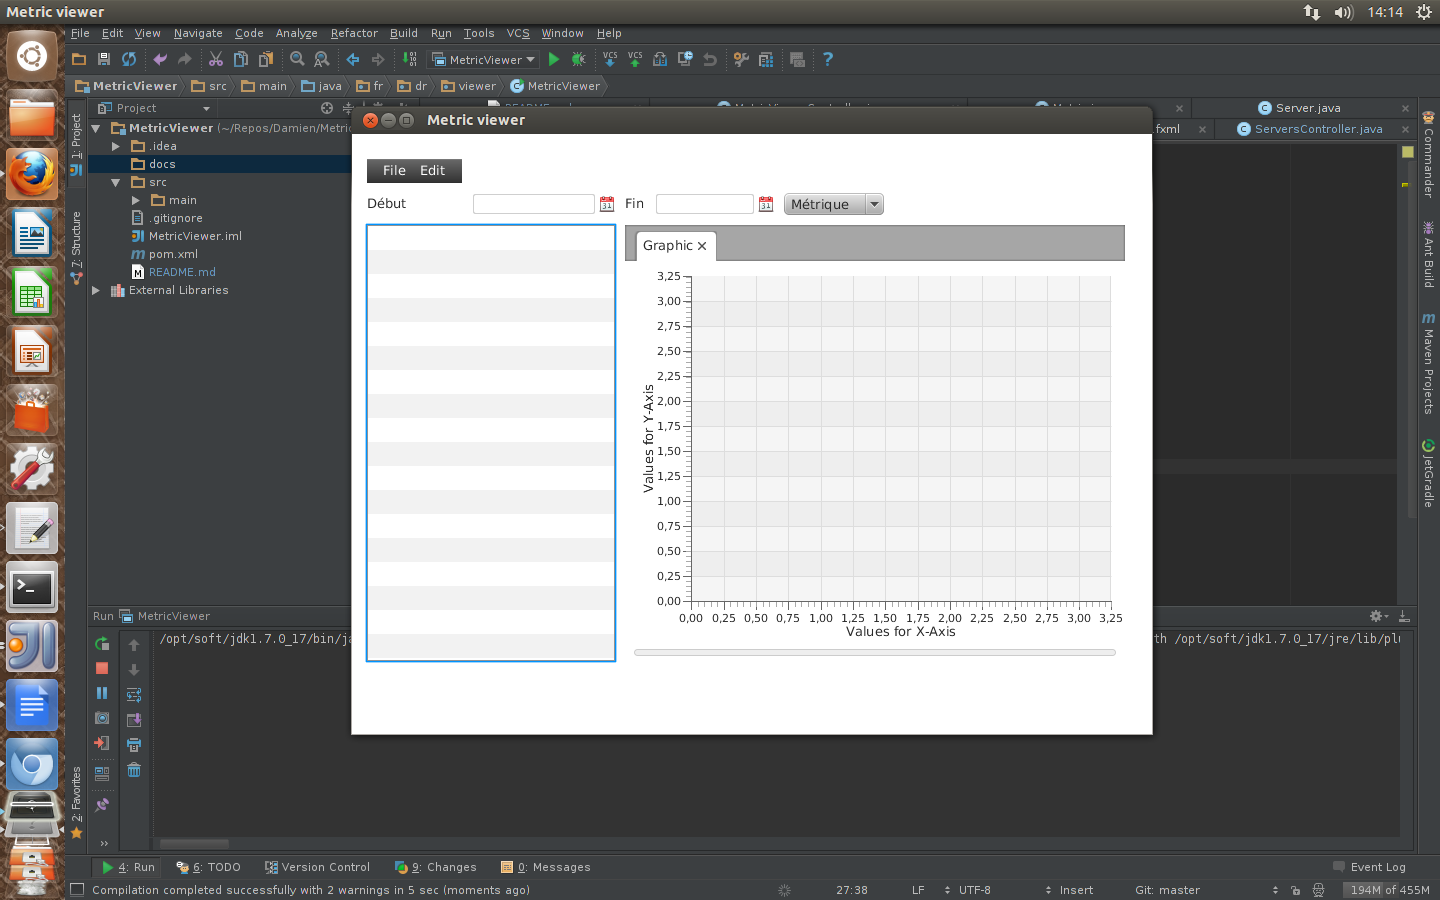 Metric viewer
14:14
File Edit View Navigate Code Analyze Refactor Build Run Tools VCS Window Help
MetricViewer
VCS VCS
MetricViewer src main java fr dr viewer MetricViewer
Project
Server.java
.fxml ServersController.java
1: Project
7: Structure
2: Favorites
MetricViewer (~/Repos/Damien/Metric
.idea
docs
src
main
.gitignore
MetricViewer.iml
pom.xml
README.md
External Libraries
Metric viewer
File Edit
Début
31
Fin
31
Métrique
Graphic
3,25
3,00
2,75
2,50
2,25
2,00
1,75
1,50
1,25
1,00
0,75
0,50
0,25
0,00
Values for Y-Axis
0,00 0,25 0,50 0,75 1,00 1,25 1,50 1,75 2,00 2,25 2,50 2,75 3,00 3,25
Values for X-Axis
Commander
Ant Build
Maven Projects
JetGradle
Run MetricViewer
/opt/soft/jdk1.7.0_17/bin/ja
th /opt/soft/jdk1.7.0_17/jre/lib/plu
4: Run 6: TODO Version Control 9: Changes 0: Messages Event Log
Compilation completed successfully with 2 warnings in 5 sec (moments ago) 27:38 LF UTF-8 Insert Git: master 194M of 455M